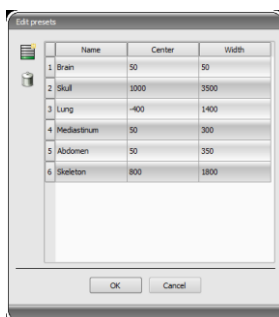 Edit presets
Name Center Width
1 Brain 50 50
2 Skull 1000 3500
3 Lung -400 1400
4 Mediastinum 50 300
5 Abdomen 50 350
6 Skeleton 800 1800
OK Cancel